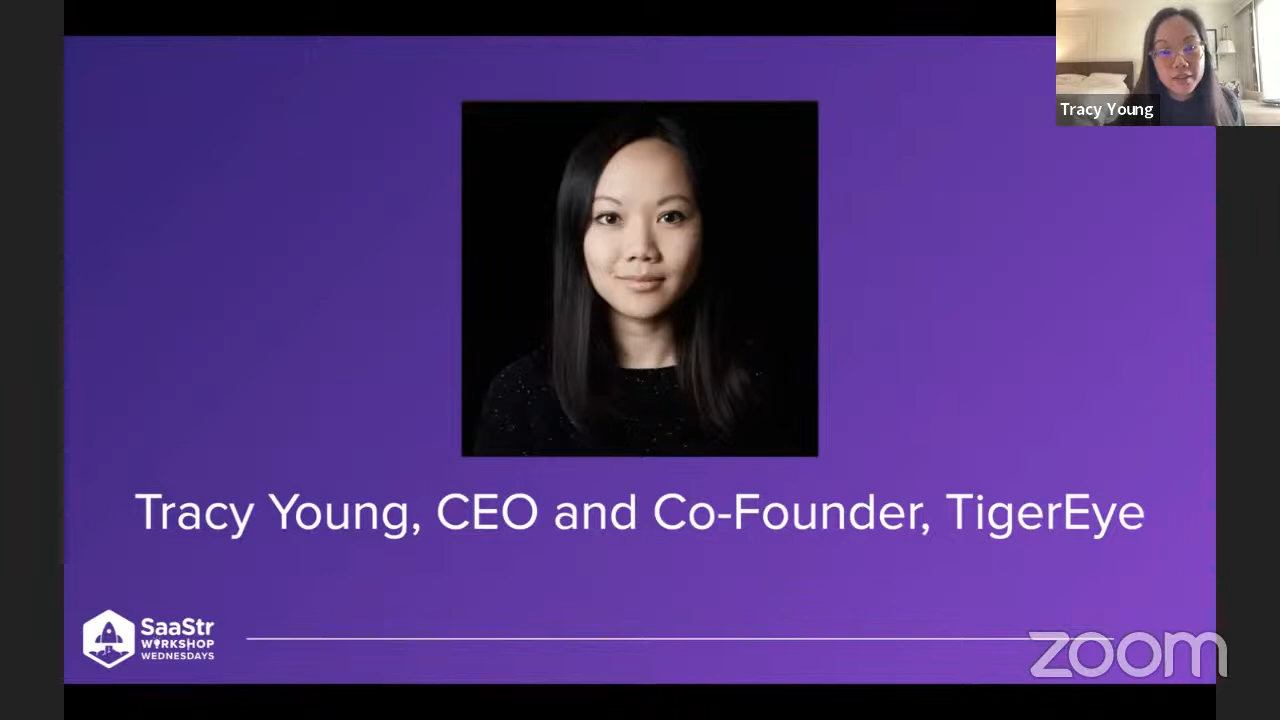 Tracy Young
Tracy Young, CEO and Co-Founder, TigerEye
SaaStr
WORKSHOP
WEDNESDAYS
zoom